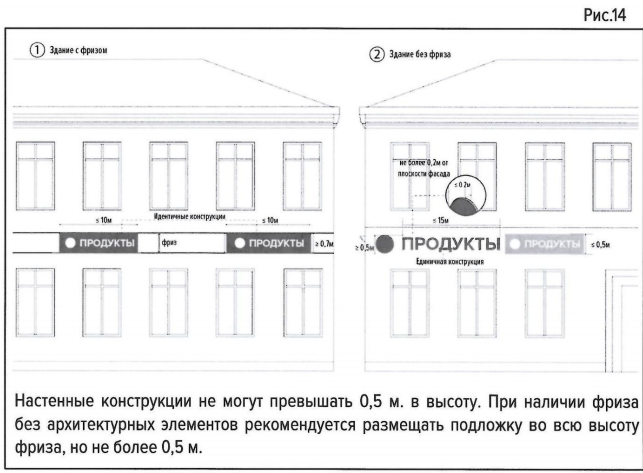 Рис.14
① Здание с фризом
② Здание без фриза
не более 0,2м от
плоскости фасада
≤ 0.2м
≤ 10м
Идентичные конструкции
≤ 10м
≤ 15м
ПРОДУКТЫ
фриз
ПРОДУКТЫ
≥ 0,7м
≥ 0,5м
ПРОДУКТЫ
ПРОДУКТЫ
≤ 0,5м
Единичная конструкция
Настенные конструкции не могут превышать 0,5 м. в высоту. При наличии фриза
без архитектурных элементов рекомендуется размещать подложку во всю высоту
фриза, но не более 0,5 м.